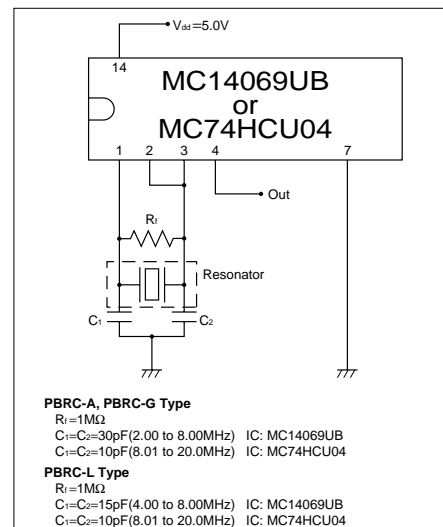 Vdd=5.0V
14
MC14069UB
or
MC74HCU04
1 2 3 4 7
Out
Rf
Resonator
C1 C2
PBRC-A, PBRC-G Type
Rf=1MΩ
C1=C2=30pF(2.00 to 8.00MHz) IC: MC14069UB
C1=C2=10pF(8.01 to 20.0MHz) IC: MC74HCU04
PBRC-L Type
Rf=1MΩ
C1=C2=15pF(4.00 to 8.00MHz) IC: MC14069UB
C1=C2=10pF(8.01 to 20.0MHz) IC: MC74HCU04